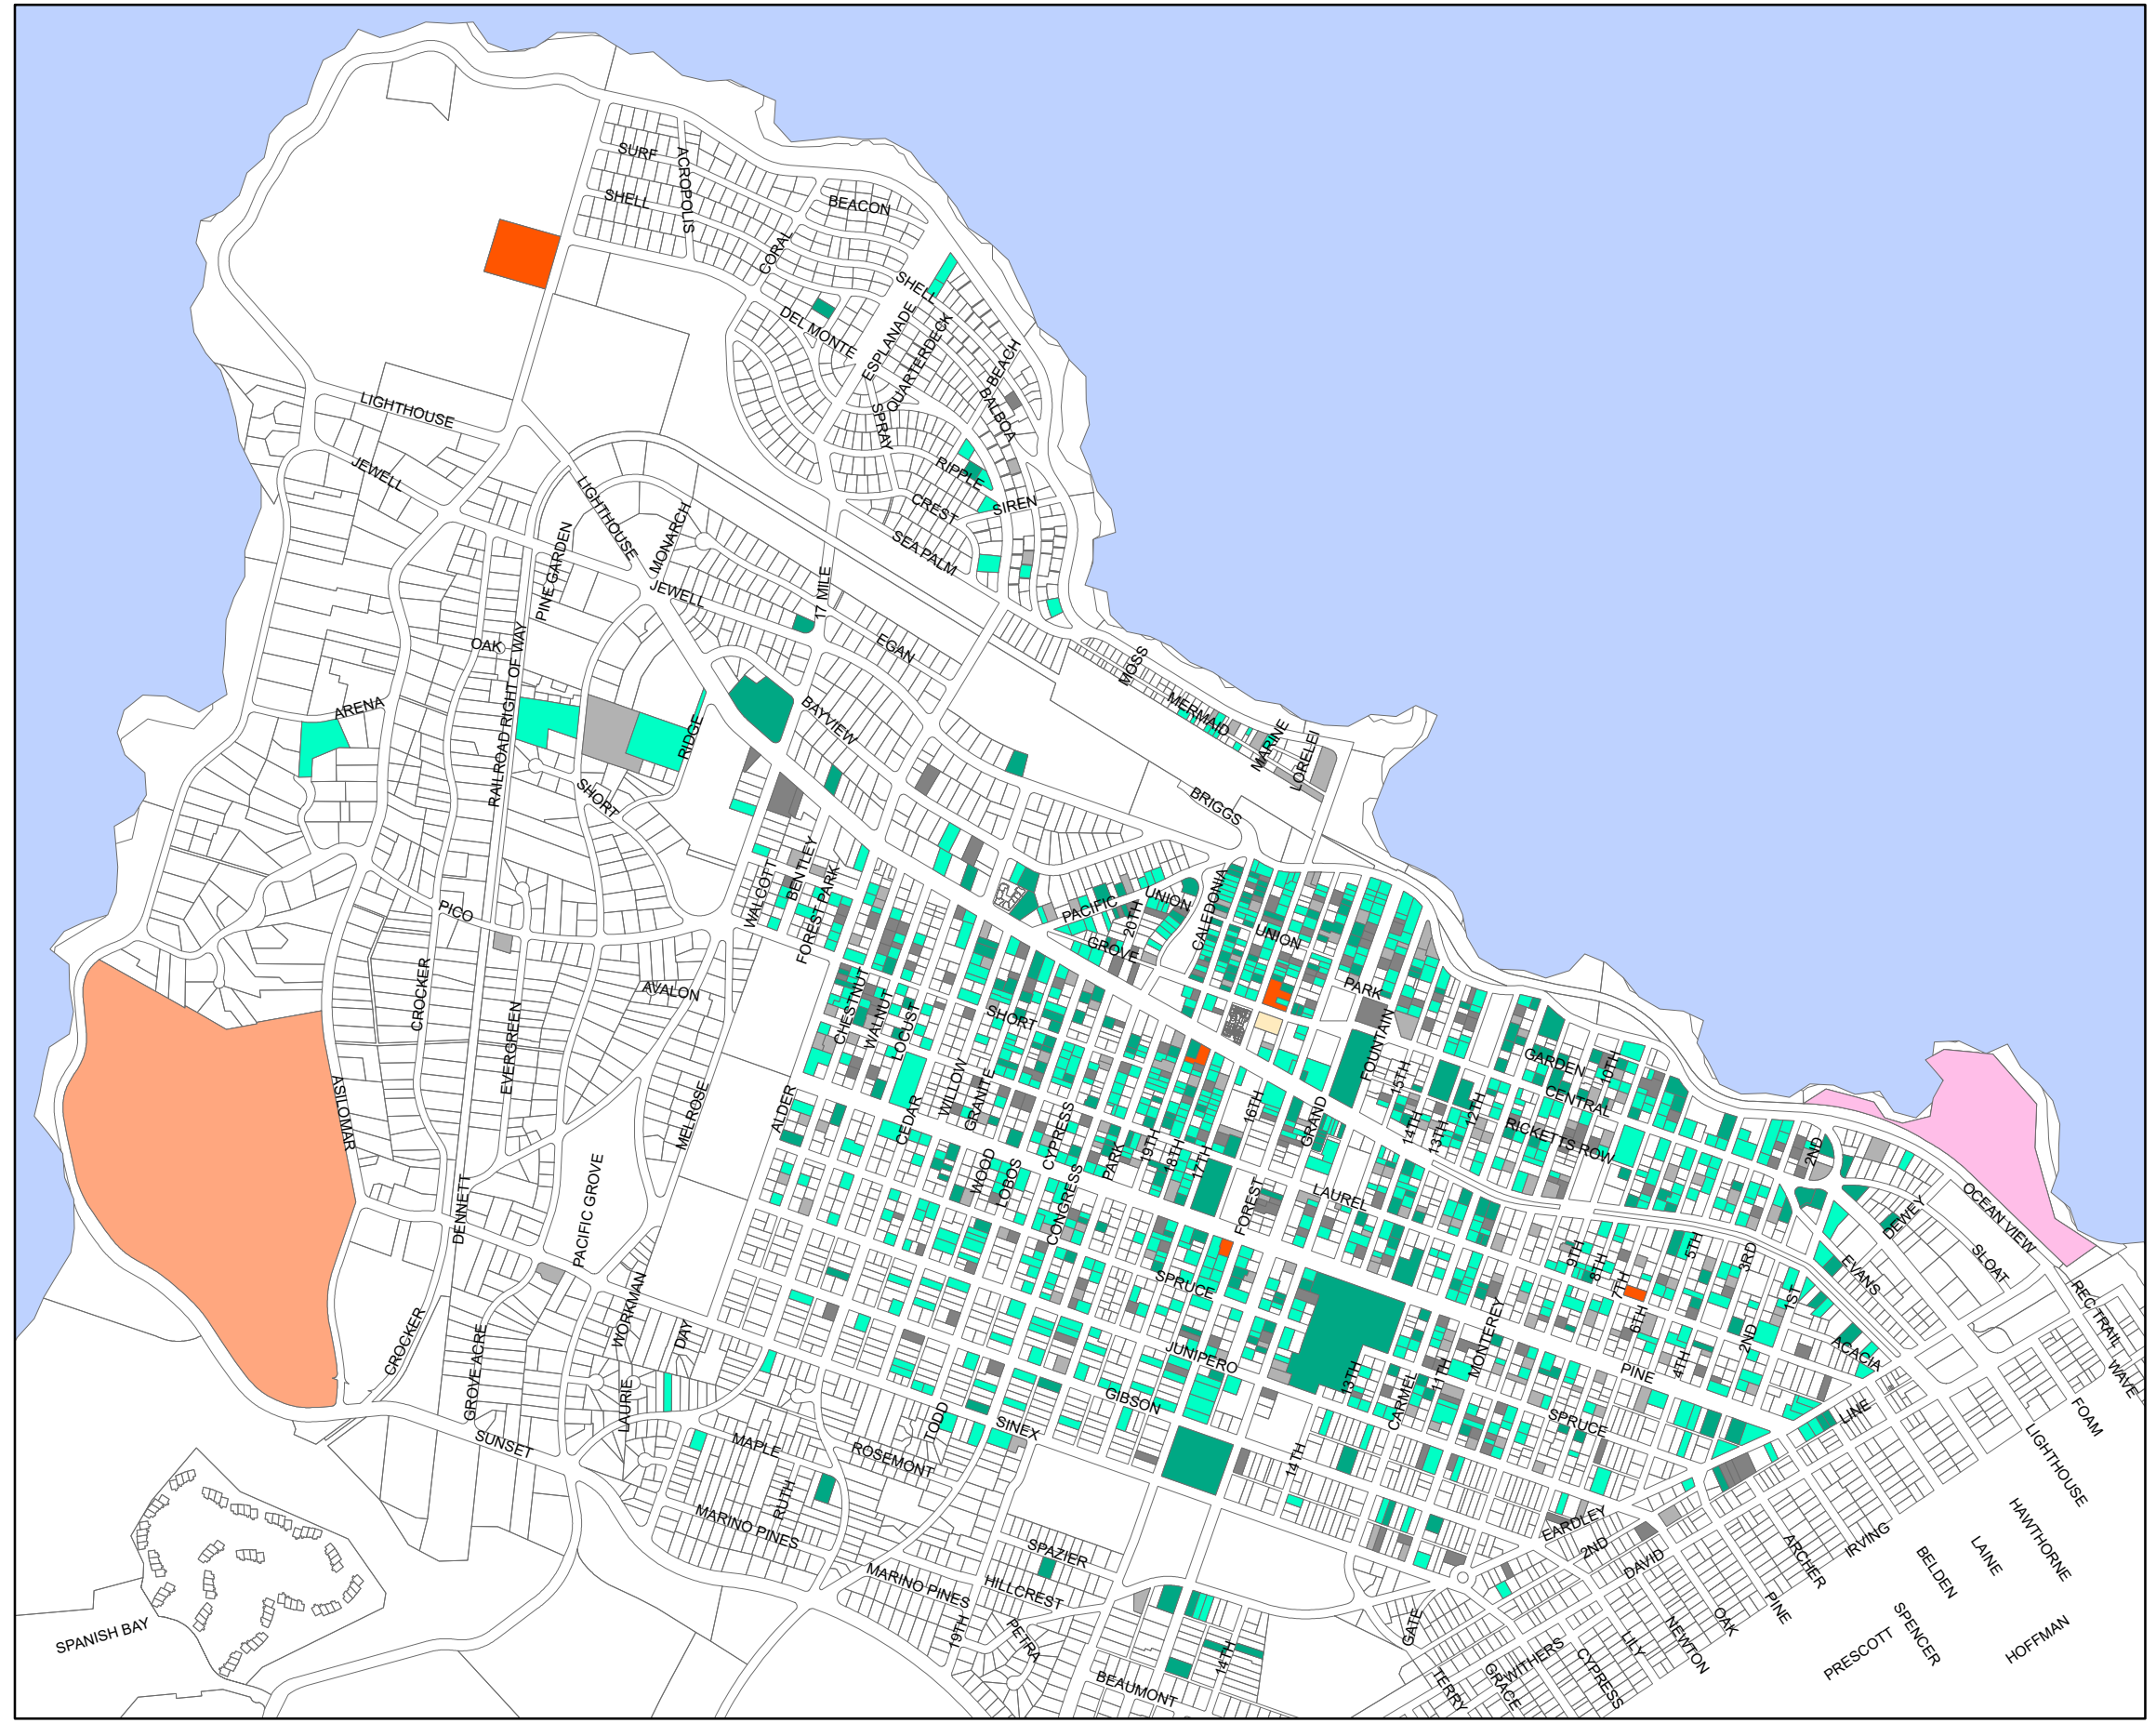 SURF
ACROPOLIS
SHELL
BEACON
CORAL
SHELL
DEL MONTE
ESPLANADE
QUARTERDECK
BEACH
BALBOA
LIGHTHOUSE
SPRAY
JEWELL
RIPPLE
CREST
SIREN
LIGHTHOUSE
MONARCH
SEA PALM
PINE GARDEN
JEWELL
17 MILE
OAK
EGAN
MOSS
RAILROAD RIGHT OF WAY
ARENA
BAYVIEW
MERMAID
RIDGE
MARINE
LORELEI
SHORT
BRIGGS
BENTLEY
WALCOTT
FOREST PARK
PICO
PACIFIC
UNION
20TH
CALEDONIA
GROVE
UNION
CROCKER
AVALON
CHESTNUT
WALNUT
LOCUST
SHORT
PARK
FOUNTAIN
EVERGREEN
ASILOMAR
MELROSE
ALDER
CEDAR
WILLOW
GRANITE
CYPRESS
PARK
19TH
18TH
17TH
16TH
GRAND
15TH
14TH
13TH
12TH
GARDEN
10TH
CENTRAL
RICKETTS ROW
2ND
DENNETT
PACIFIC GROVE
WOOD
LOBOS
CONGRESS
FOREST
LAUREL
DEWEY
OCEAN VIEW
SLOAT
EVANS
9TH
8TH
7TH
6TH
5TH
3RD
2ND
1ST
4TH
SPRUCE
REC TRAIL
WAVE
CROCKER
GROVE ACRE
WORKMAN
DAY
LAURIE
JUNIPERO
GIBSON
13TH
CARMEL
11TH
MONTEREY
PINE
ACACIA
LINE
FOAM
LIGHTHOUSE
SUNSET
MAPLE
TODD
SINEX
ROSEMONT
RUTH
MARINO PINES
14TH
SPRUCE
EARDLEY
2ND
DAVID
ARCHER
IRVING
HAWTHORNE
LAINE
BELDEN
SPAZIER
MARINO PINES
HILLCREST
19TH
PETRA
14TH
BEAUMONT
GATE
TERRY
GRACE
WITHERS
CYPRESS
LILY
NEWTON
OAK
PINE
PRESCOTT
SPENCER
HOFFMAN
SPANISH BAY